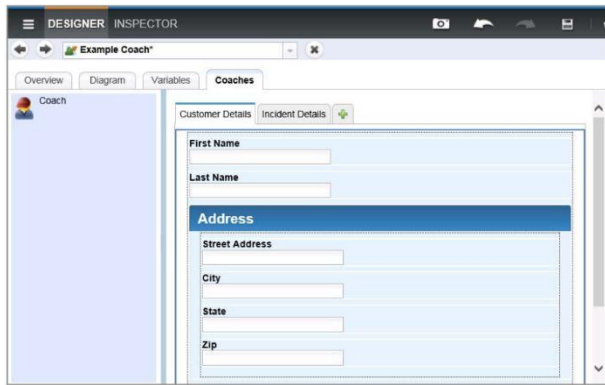 DESIGNER INSPECTOR
Example Coach*
Overview Diagram Variables Coaches
Coach
Customer Details Incident Details
First Name
Last Name
Address
Street Address
City
State
Zip